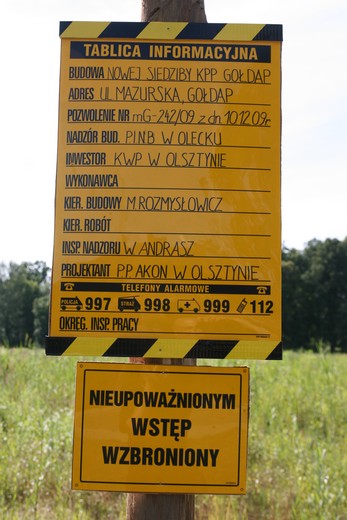 TABLICA INFORMACYJNA
BUDOWA NOWEJ SIEDZIBY KPP GOŁDAP
ADRES UL MAZURSKA, GOŁDAP
POZWOLENIE NR mG-242/09 z dn 10.12.09r
NADZÓR BUD. PINB W OLECKU
INWESTOR KWP W OLSZTYNIE
WYKONAWCA
KIER. BUDOWY M ROZMYSŁOWICZ
KIER. ROBÓT
INSP. NADZORU W ANDRASZ
PROJEKTANT PP AKON W OLSZTYNIE
TELEFONY ALARMOWE
POLICJA 997 STRAŻ 998 999 112
OKRĘG. INSP. PRACY
NIEUPOWAŻNIONYM
WSTĘP
WZBRONIONY